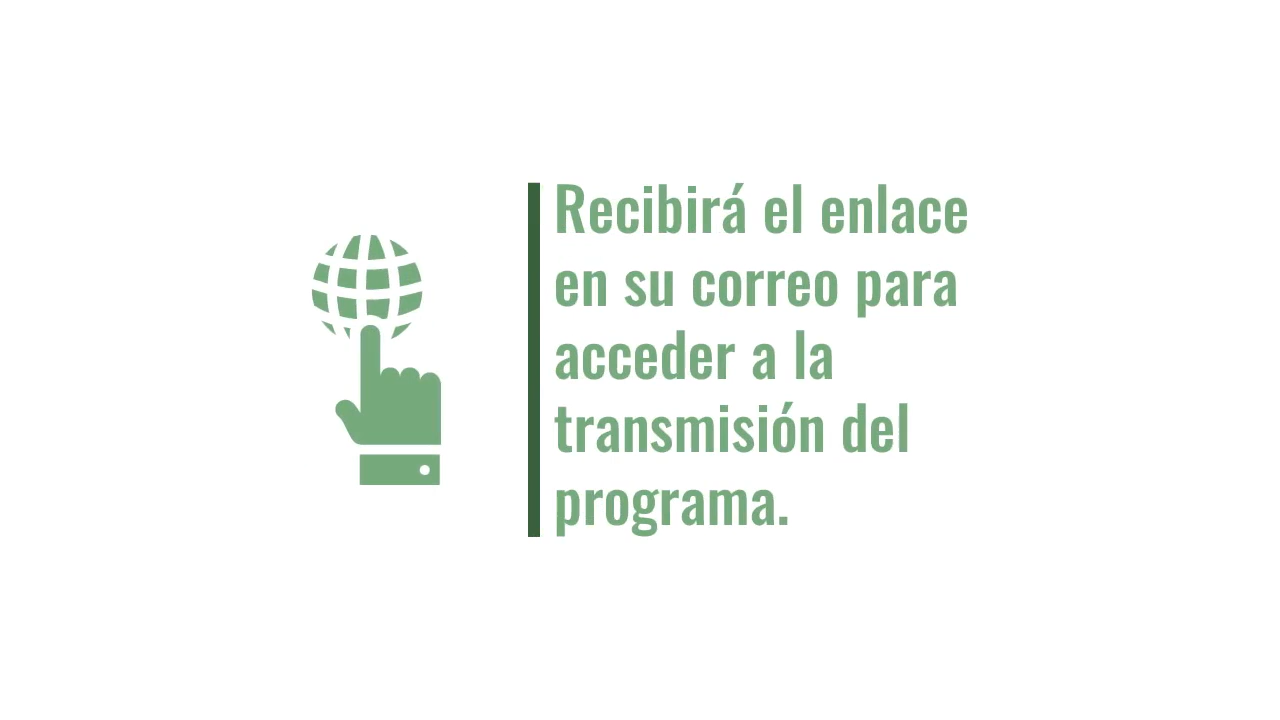 Recibirá el enlace
en su correo para
acceder a la
transmisión del
programa.